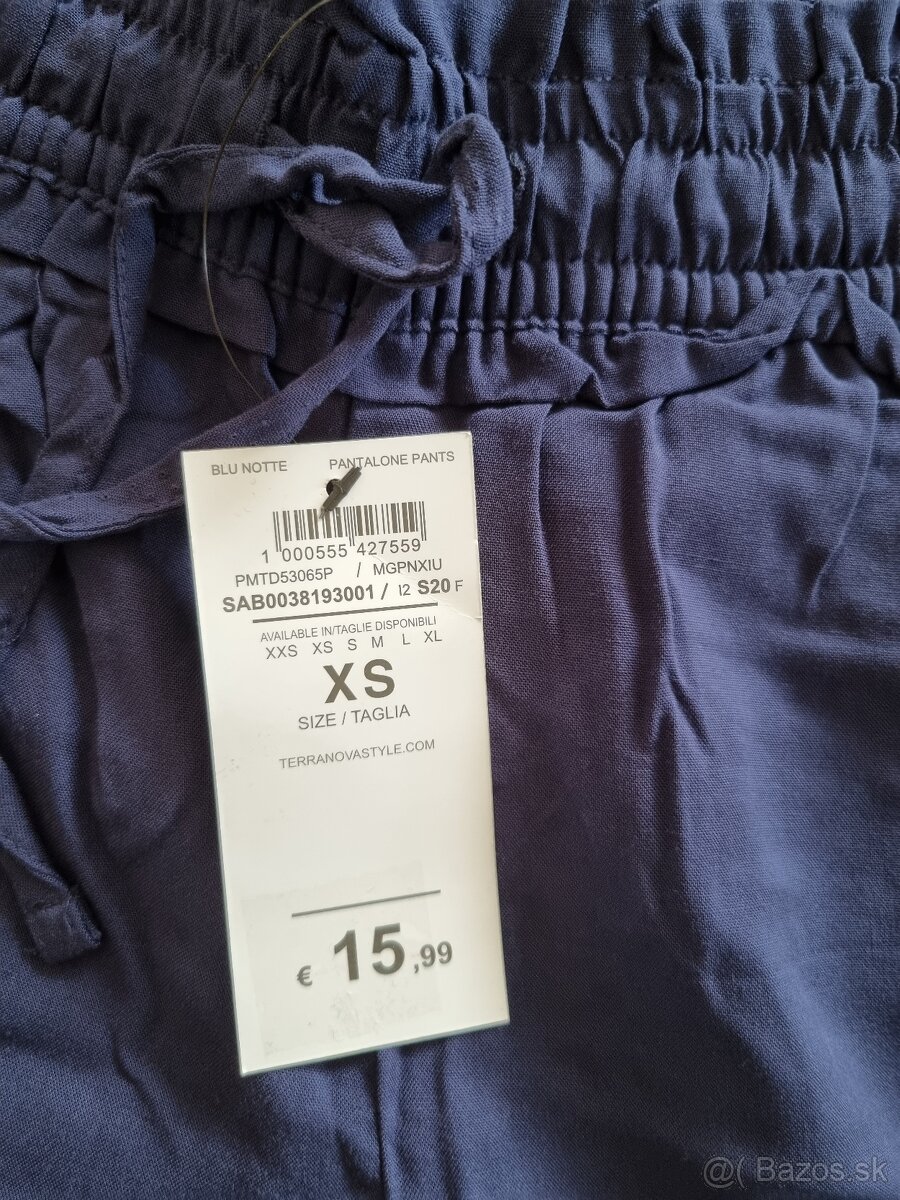 BLU NOTTE PANTALONE PANTS
1 000555 427559
PMTD53065P / MGPNXIU
SAB0038193001 / I2 S20 F
AVAILABLE IN/TAGLIE DISPONIBILI
XXS XS S M L XL
XS
SIZE / TAGLIA
TERRANOVASTYLE.COM
€ 15,99
@( Bazos.sk